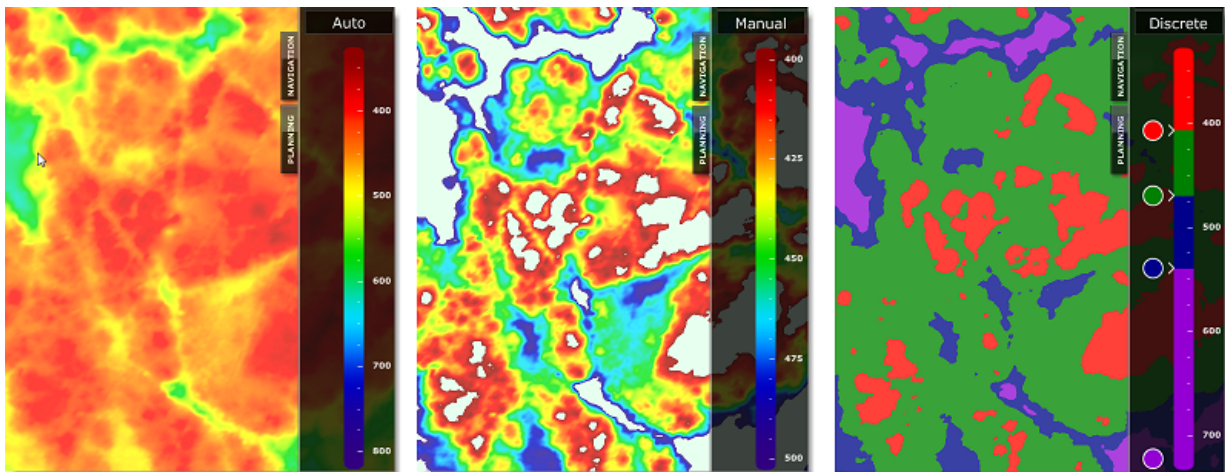 Auto
NAVIGATION
PLANNING
400
500
600
700
800
Manual
NAVIGATION
PLANNING
400
425
450
475
500
Discrete
NAVIGATION
PLANNING
400
500
600
700